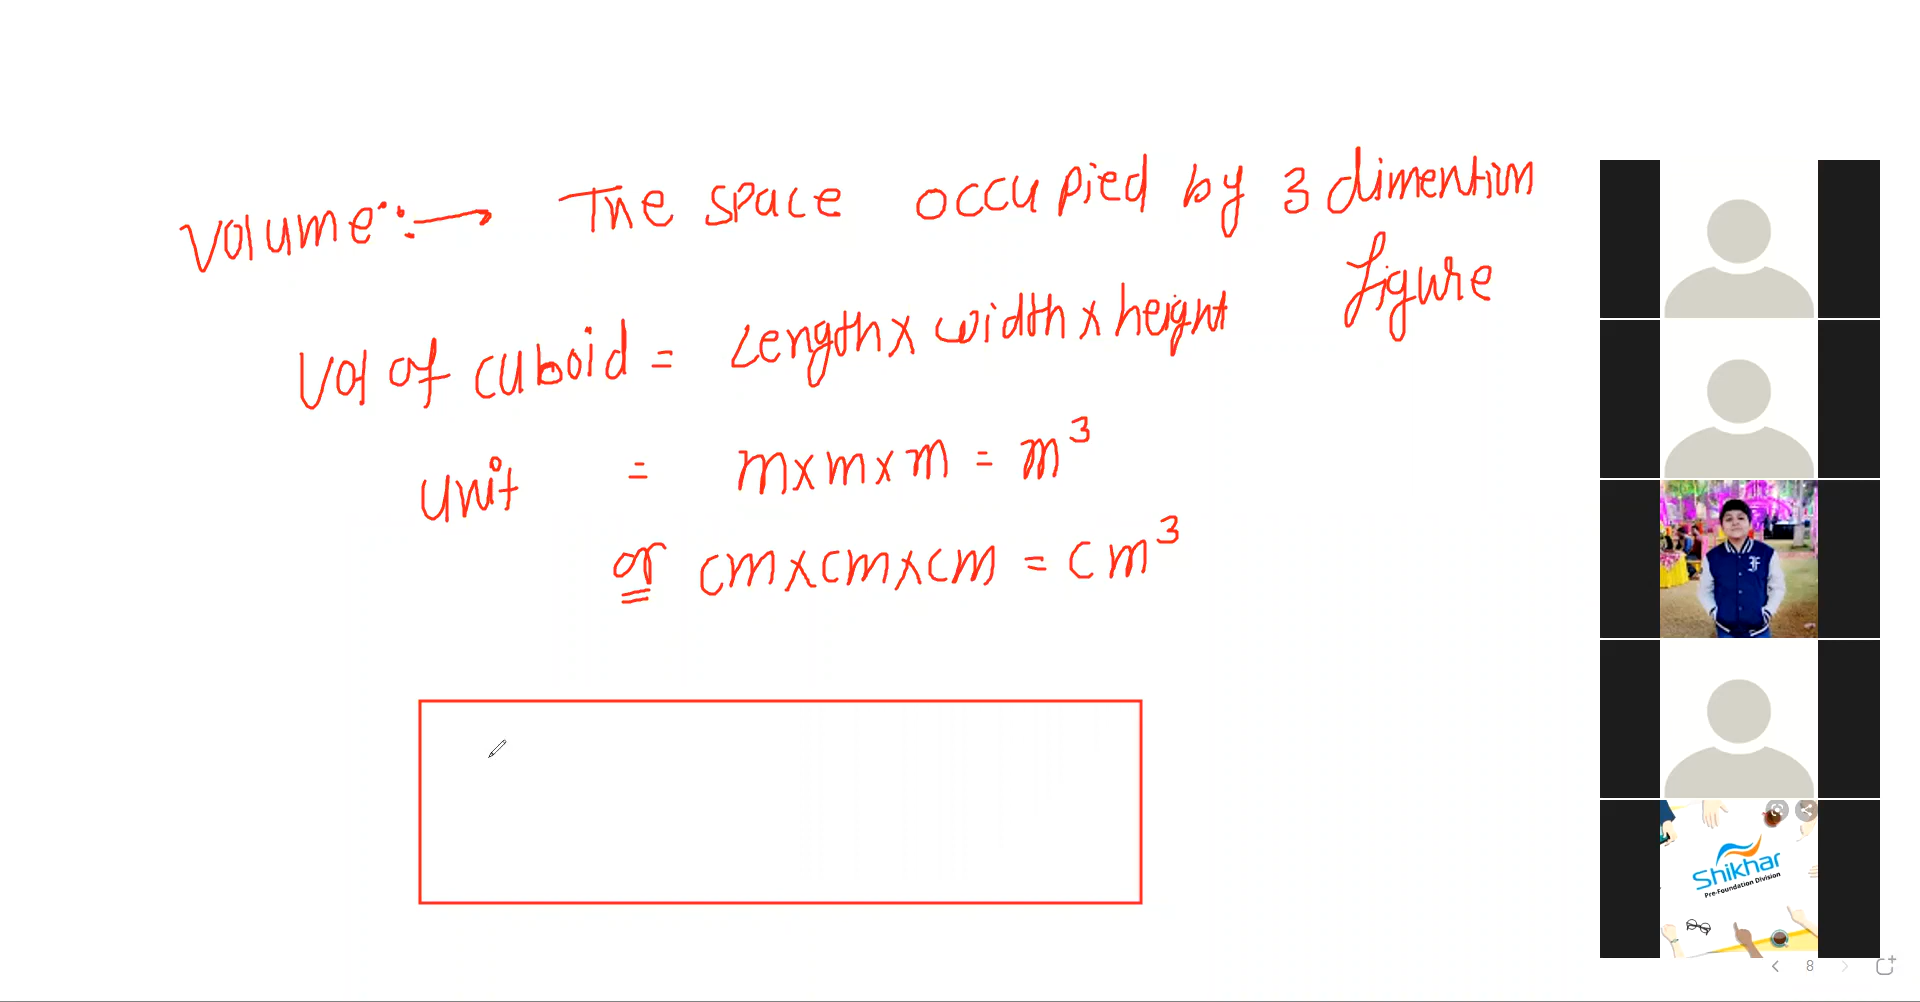 Volume :→ The space occupied by 3 dimention
figure
Vol of cuboid = Length x width x height
unit = m x m x m = m³
or cm x cm x cm = cm³
F
Shikhar
Pre-Foundation Division
8